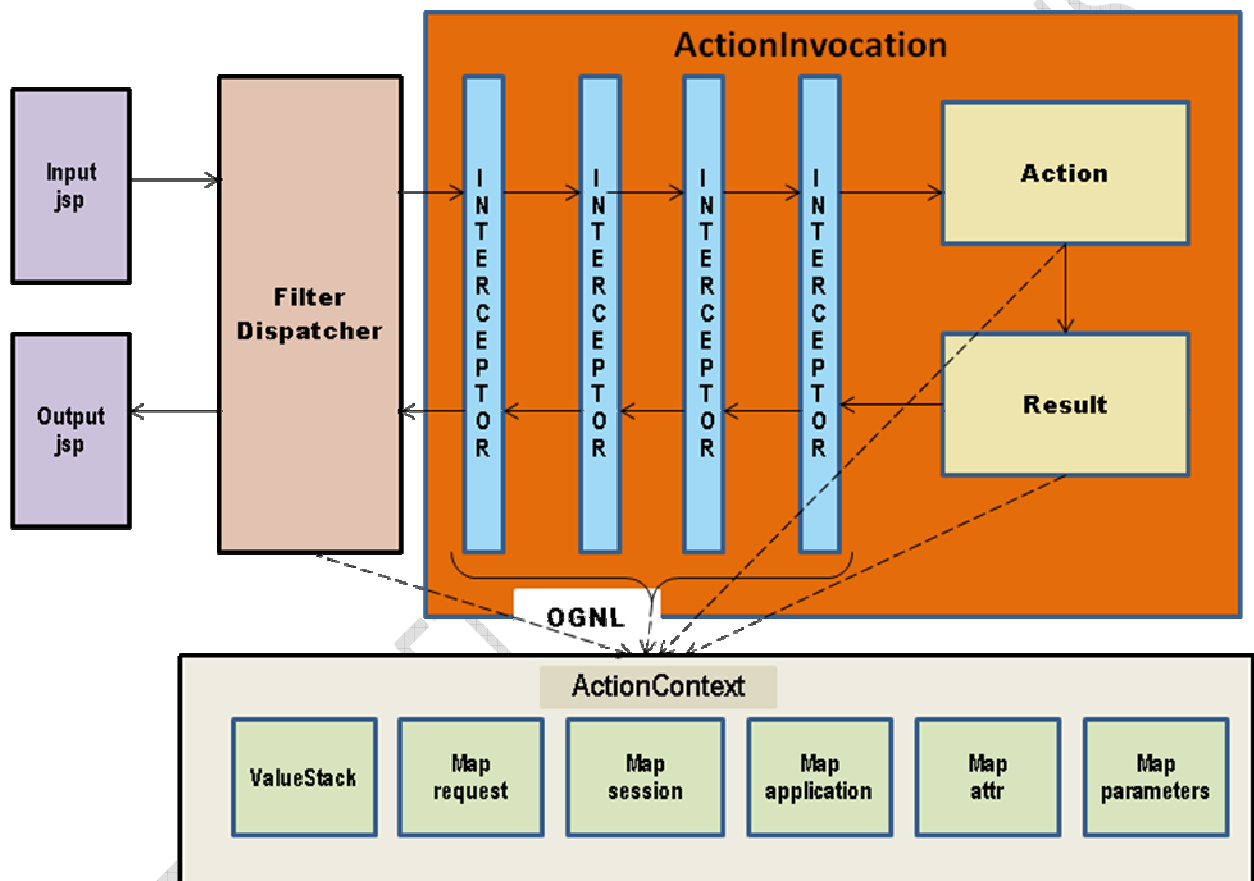 ActionInvocation
Input
jsp
Filter
Dispatcher
INTERCEPTOR
INTERCEPTOR
INTERCEPTOR
INTERCEPTOR
Action
Output
jsp
Result
OGNL
ActionContext
ValueStack
Map
request
Map
session
Map
application
Map
attr
Map
parameters